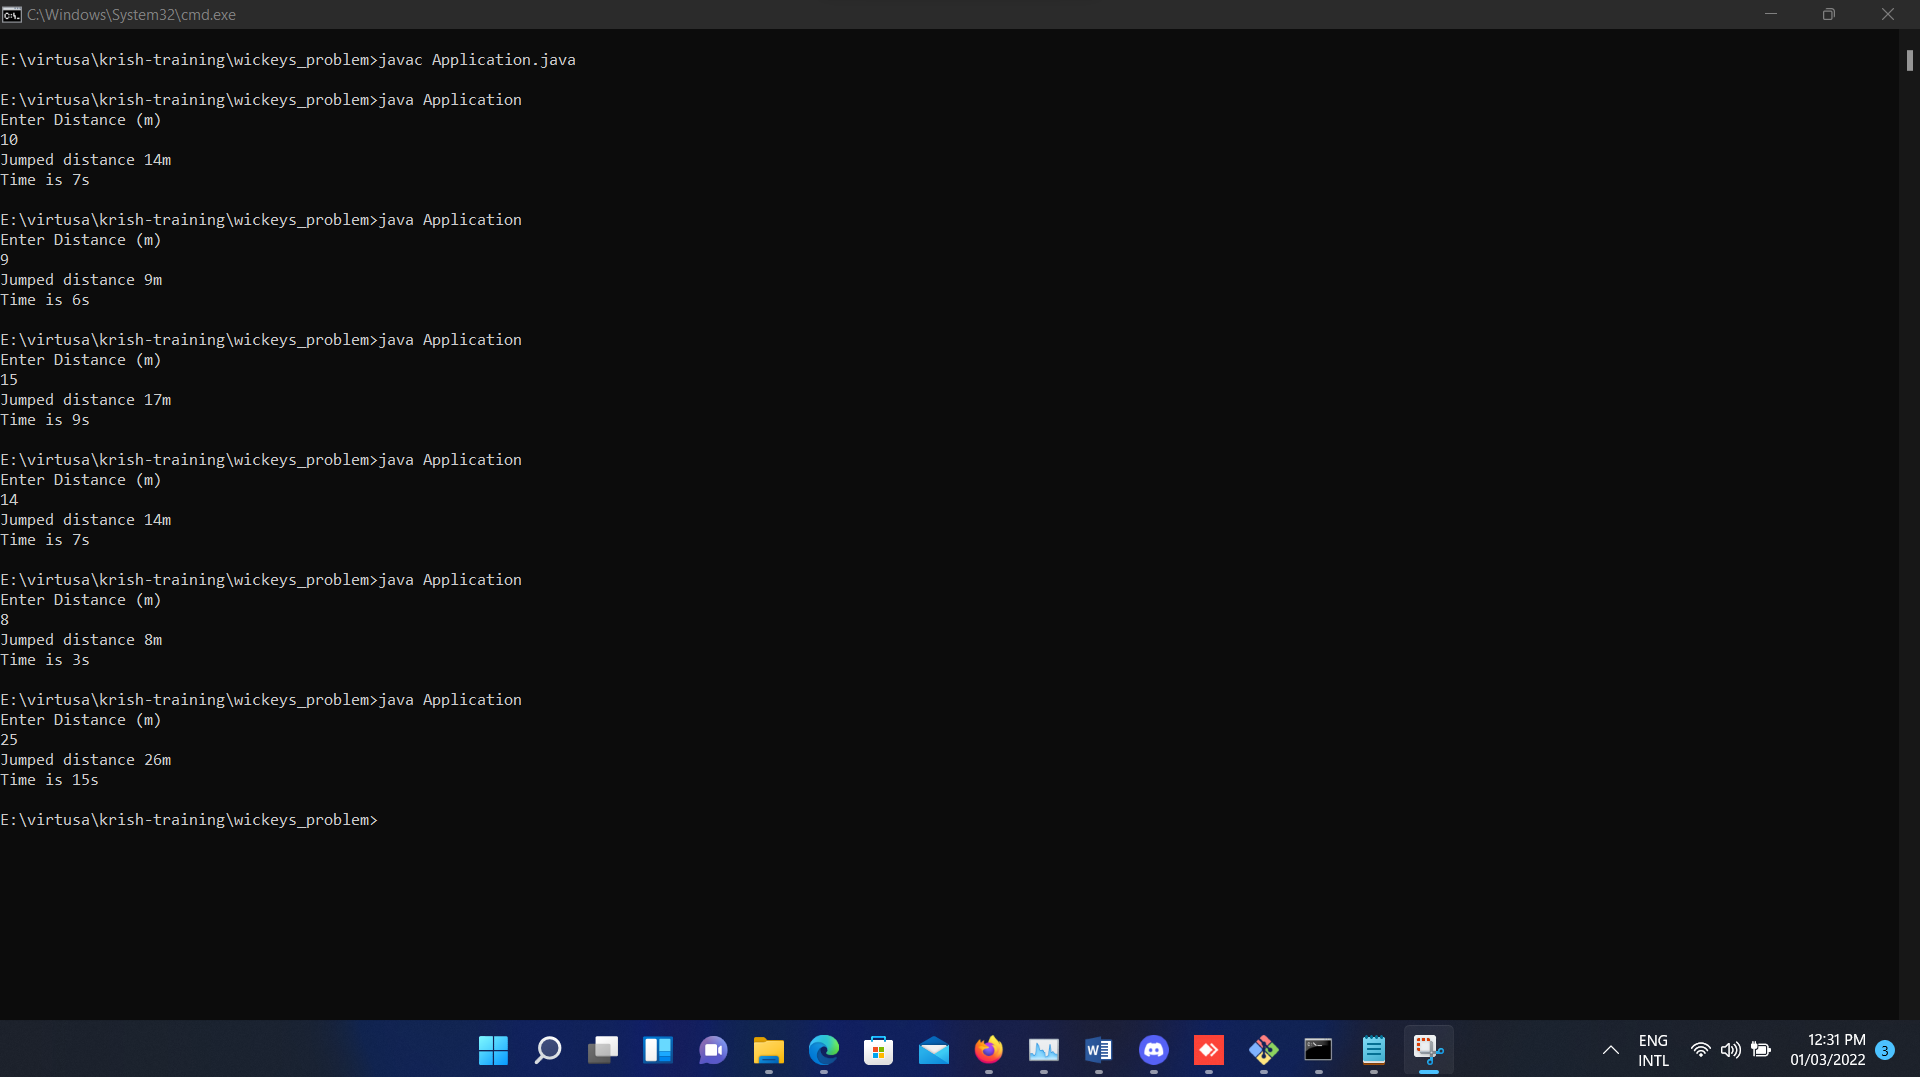 C:\Windows\System32\cmd.exe
E:\virtusa\krish-training\wickeys_problem>javac Application.java
E:\virtusa\krish-training\wickeys_problem>java Application
Enter Distance (m)
10
Jumped distance 14m
Time is 7s
E:\virtusa\krish-training\wickeys_problem>java Application
Enter Distance (m)
9
Jumped distance 9m
Time is 6s
E:\virtusa\krish-training\wickeys_problem>java Application
Enter Distance (m)
15
Jumped distance 17m
Time is 9s
E:\virtusa\krish-training\wickeys_problem>java Application
Enter Distance (m)
14
Jumped distance 14m
Time is 7s
E:\virtusa\krish-training\wickeys_problem>java Application
Enter Distance (m)
8
Jumped distance 8m
Time is 3s
E:\virtusa\krish-training\wickeys_problem>java Application
Enter Distance (m)
25
Jumped distance 26m
Time is 15s
E:\virtusa\krish-training\wickeys_problem>
ENG
INTL
12:31 PM
01/03/2022
3